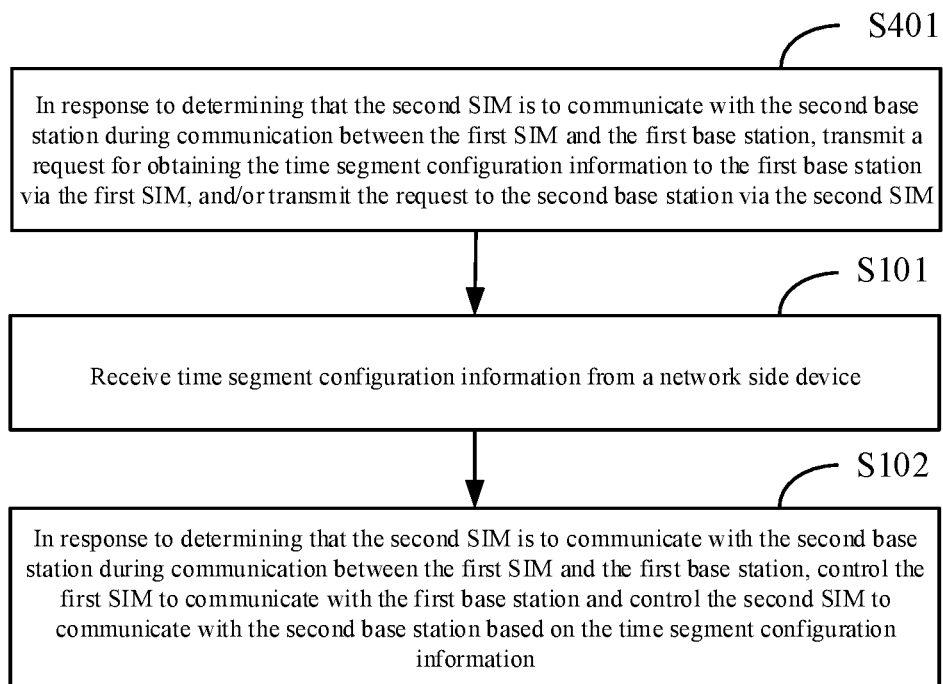 S401
In response to determining that the second SIM is to communicate with the second base
station during communication between the first SIM and the first base station, transmit a
request for obtaining the time segment configuration information to the first base station
via the first SIM, and/or transmit the request to the second base station via the second SIM
S101
Receive time segment configuration information from a network side device
S102
In response to determining that the second SIM is to communicate with the second base
station during communication between the first SIM and the first base station, control the
first SIM to communicate with the first base station and control the second SIM to
communicate with the second base station based on the time segment configuration
information